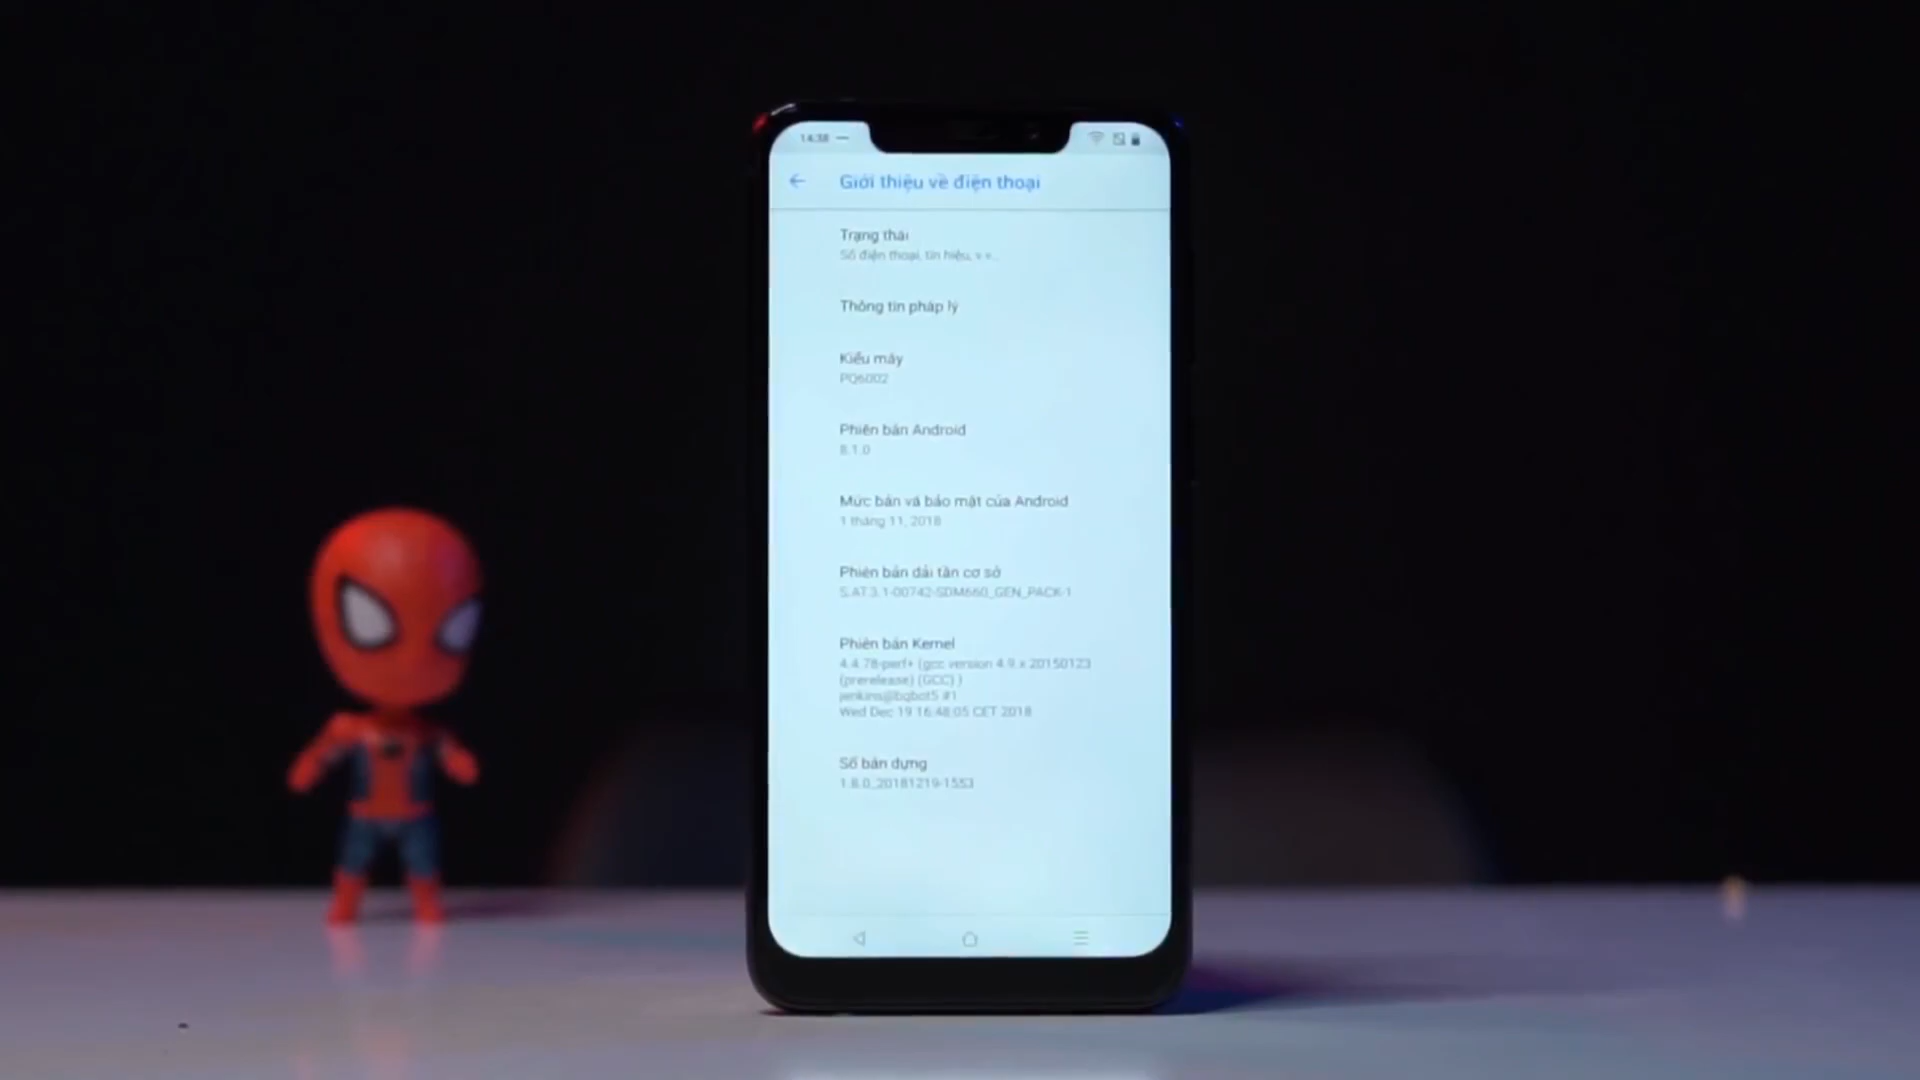 14:38
Giới thiệu về điện thoại
Trạng thái
Số điện thoại, tín hiệu, v.v..
Thông tin pháp lý
Kiểu máy
PQ6002
Phiên bản Android
8.1.0
Mức bản vá bảo mật của Android
1 tháng 11, 2018
Phiên bản dải tần cơ sở
S.AT.3.1-00742-SDM660_GEN_PACK-1
Phiên bản Kernel
4.4.78-perf+ (gcc version 4.9.x 20150123
(prerelease) (GCC) )
jenkins@bqbot5 #1
Wed Dec 19 16:48:05 CET 2018
Số bản dựng
1.8.0_20181219-1553